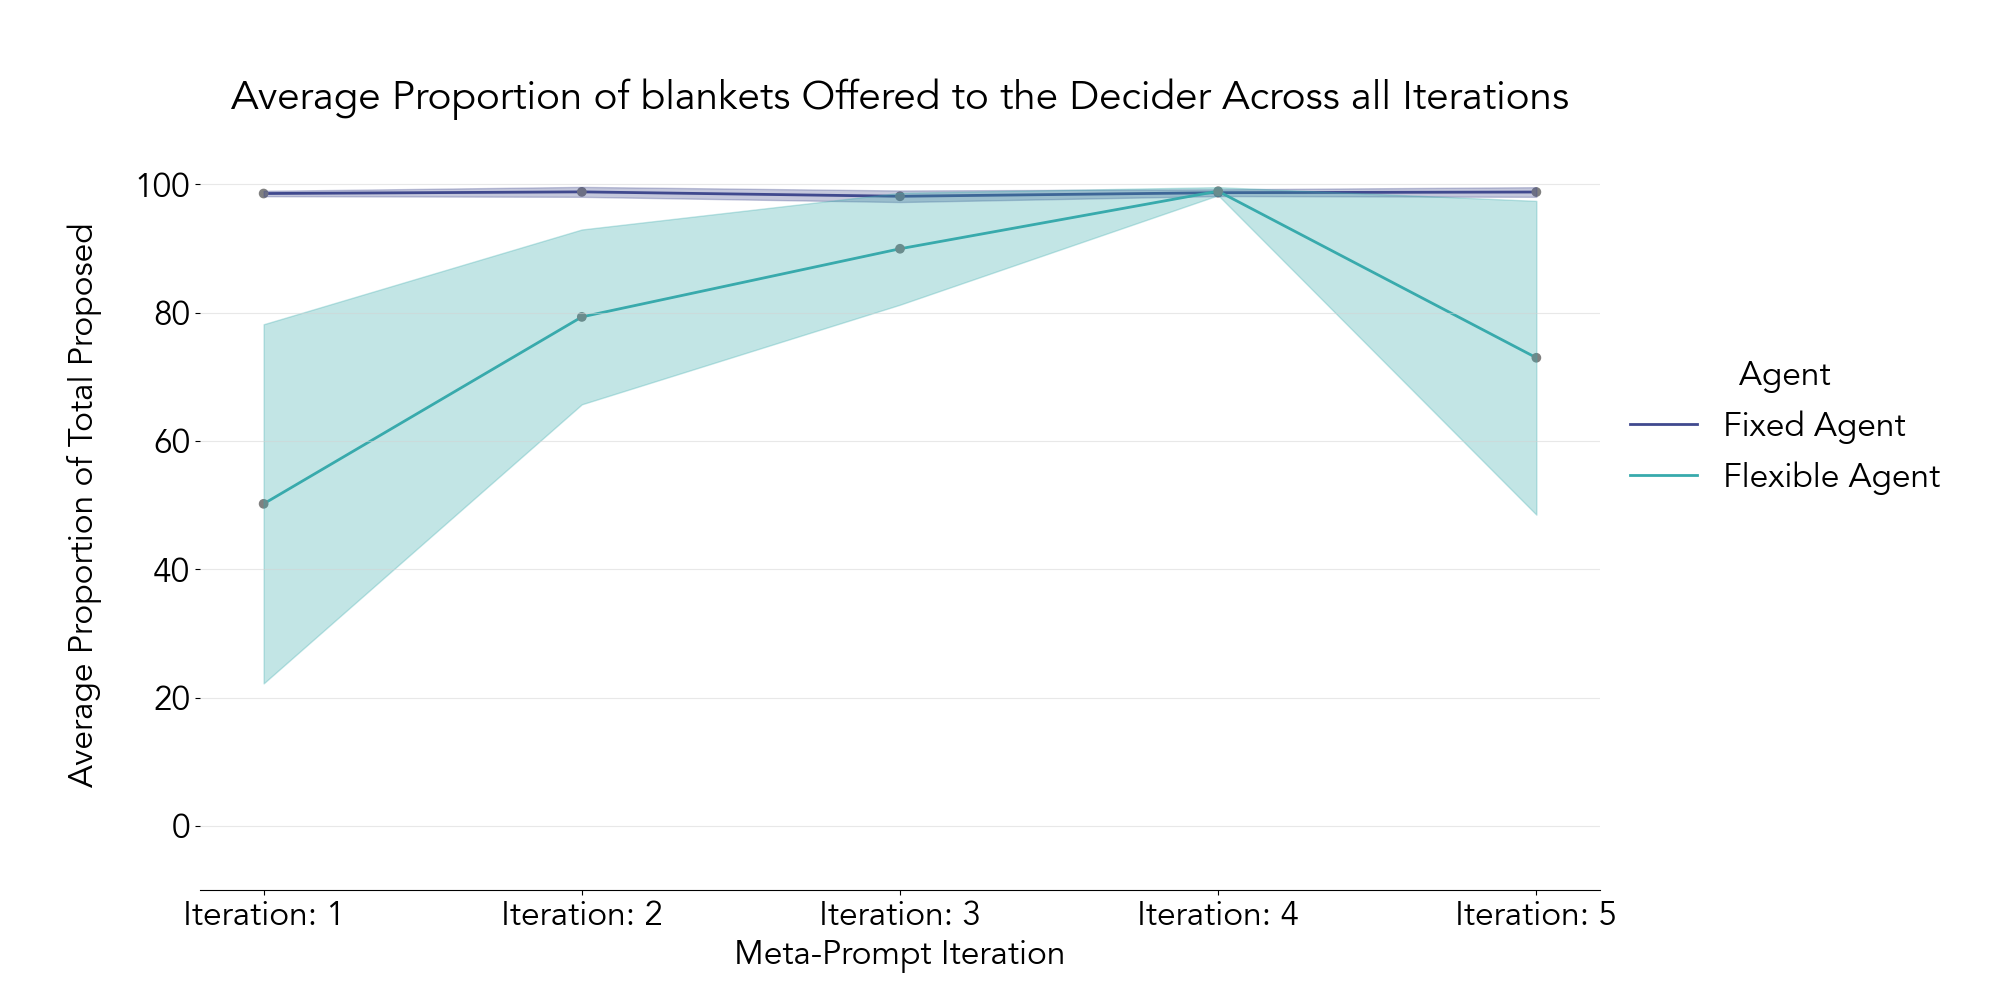 Average Proportion of blankets Offered to the Decider Across all Iterations
Average Proportion of Total Proposed
100
80
60
40
20
0
Iteration: 1
Iteration: 2
Iteration: 3
Iteration: 4
Iteration: 5
Meta-Prompt Iteration
Agent
Fixed Agent
Flexible Agent